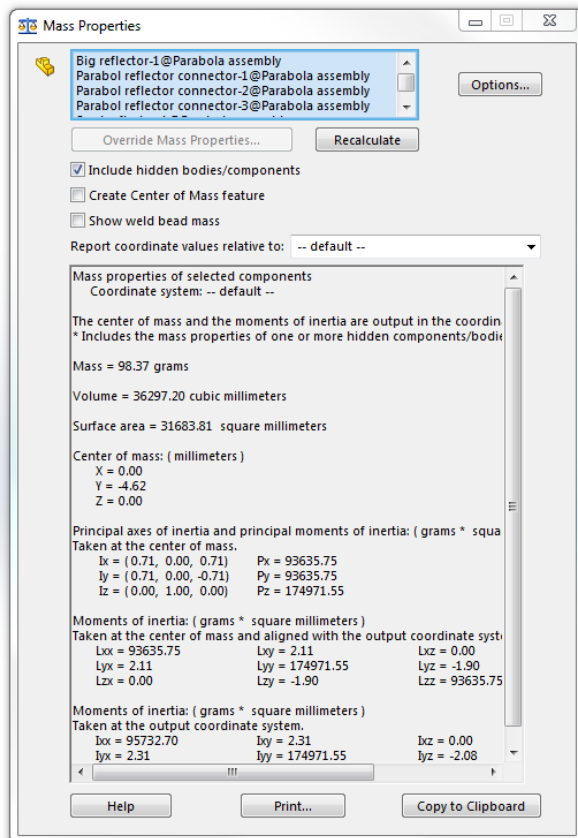 Mass Properties
Big reflector-1@Parabola assembly
Parabol reflector connector-1@Parabola assembly
Parabol reflector connector-2@Parabola assembly
Parabol reflector connector-3@Parabola assembly
Options...
Override Mass Properties...
Recalculate
Include hidden bodies/components
Create Center of Mass feature
Show weld bead mass
Report coordinate values relative to: -- default --
Mass properties of selected components
Coordinate system: -- default --
The center of mass and the moments of inertia are output in the coordin
* Includes the mass properties of one or more hidden components/bodie
Mass = 98.37 grams
Volume = 36297.20 cubic millimeters
Surface area = 31683.81 square millimeters
Center of mass: ( millimeters )
X = 0.00
Y = -4.62
Z = 0.00
Principal axes of inertia and principal moments of inertia: ( grams * squa
Taken at the center of mass.
Ix = ( 0.71, 0.00, 0.71) Px = 93635.75
Iy = ( 0.71, 0.00, -0.71) Py = 93635.75
Iz = ( 0.00, 1.00, 0.00) Pz = 174971.55
Moments of inertia: ( grams * square millimeters )
Taken at the center of mass and aligned with the output coordinate syst
Lxx = 93635.75 Lxy = 2.11 Lxz = 0.00
Lyx = 2.11 Lyy = 174971.55 Lyz = -1.90
Lzx = 0.00 Lzy = -1.90 Lzz = 93635.75
Moments of inertia: ( grams * square millimeters )
Taken at the output coordinate system.
Ixx = 95732.70 Ixy = 2.31 Ixz = 0.00
Iyx = 2.31 Iyy = 174971.55 Iyz = -2.08
Help
Print...
Copy to Clipboard